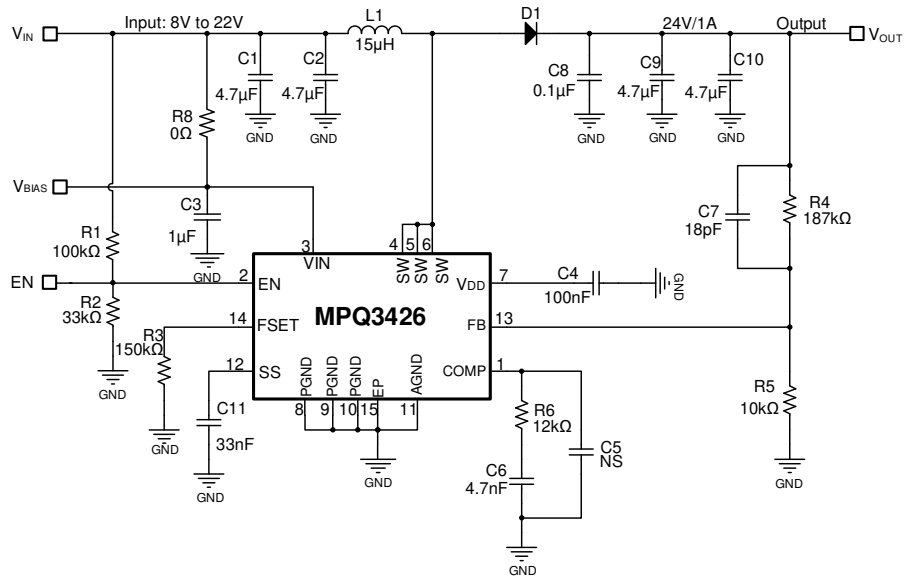 VIN
Input: 8V to 22V
L1
15µH
D1
24V/1A
Output
VOUT
C1
4.7µF
C2
4.7µF
C8
0.1µF
C9
4.7µF
C10
4.7µF
GND
GND
GND
GND
GND
R8
0Ω
VBIAS
C3
1µF
GND
R1
100kΩ
C7
18pF
R4
187kΩ
3
VIN
4
5
6
SW
SW
SW
EN
2
EN
VDD
7
C4
100nF
GND
R2
33kΩ
GND
MPQ3426
14
FSET
FB
13
R3
150kΩ
GND
12
SS
COMP
1
C11
33nF
GND
PGND
PGND
PGND
EP
AGND
8
9
10
15
11
GND
R6
12kΩ
C5
NS
C6
4.7nF
GND
R5
10kΩ
GND